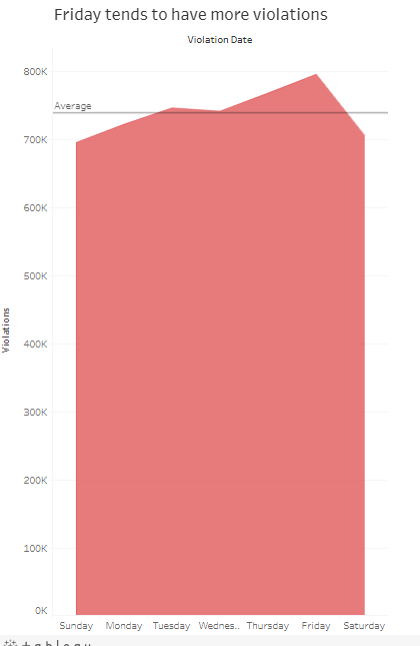 Friday tends to have more violations
Violation Date
800K
Average
700K
600K
500K
400K
Violations
300K
200K
100K
0K
Sunday Monday Tuesday Wednes.. Thursday Friday Saturday